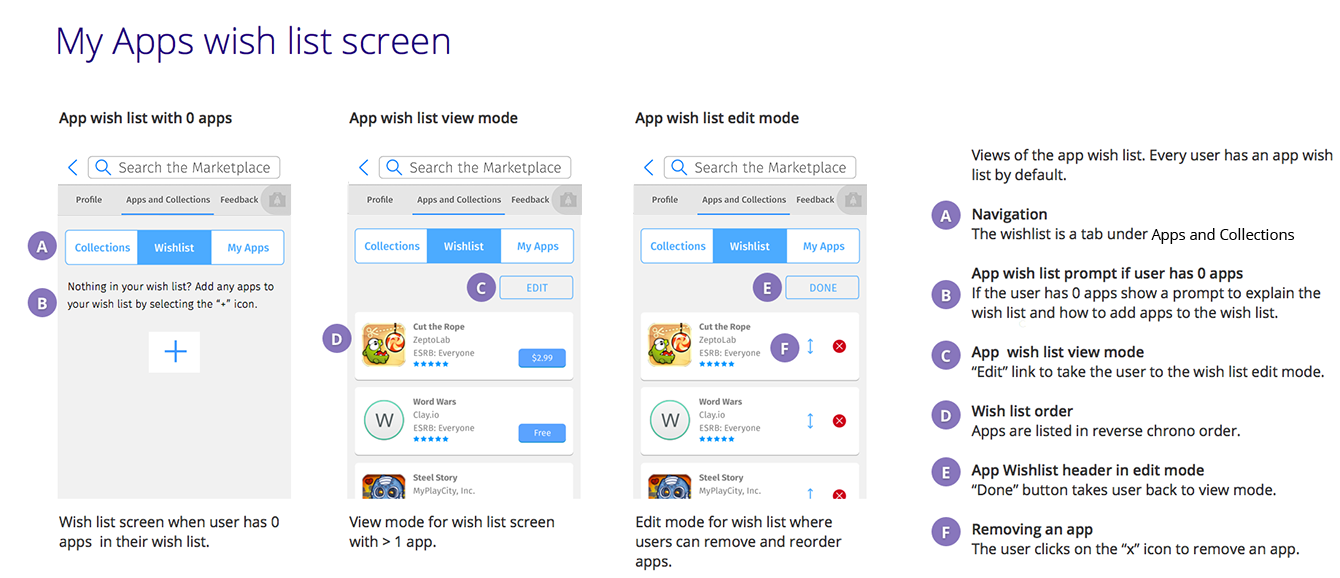 My Apps wish list screen
App wish list with 0 apps
Search the Marketplace
Profile
Apps and Collections
Feedback
A
Collections
Wishlist
My Apps
B
Nothing in your wish list? Add any apps to
your wish list by selecting the “+” icon.
+
Wish list screen when user has 0
apps in their wish list.
App wish list view mode
Search the Marketplace
Profile
Apps and Collections
Feedback
Collections
Wishlist
My Apps
C
EDIT
D
Cut the Rope
ZeptoLab
ESRB: Everyone
$2.99
W
Word Wars
Clay.io
ESRB: Everyone
Free
Steel Story
MyPlayCity, Inc.
View mode for wish list screen
with > 1 app.
App wish list edit mode
Search the Marketplace
Profile
Apps and Collections
Feedback
Collections
Wishlist
My Apps
E
DONE
Cut the Rope
ZeptoLab
ESRB: Everyone
F
W
Word Wars
Clay.io
ESRB: Everyone
Steel Story
MyPlayCity, Inc.
Edit mode for wish list where
users can remove and reorder
apps.
Views of the app wish list. Every user has an app wish
list by default.
A
Navigation
The wishlist is a tab under Apps and Collections
B
App wish list prompt if user has 0 apps
If the user has 0 apps show a prompt to explain the
wish list and how to add apps to the wish list.
C
App wish list view mode
“Edit” link to take the user to the wish list edit mode.
D
Wish list order
Apps are listed in reverse chrono order.
E
App Wishlist header in edit mode
“Done” button takes user back to view mode.
F
Removing an app
The user clicks on the “x” icon to remove an app.